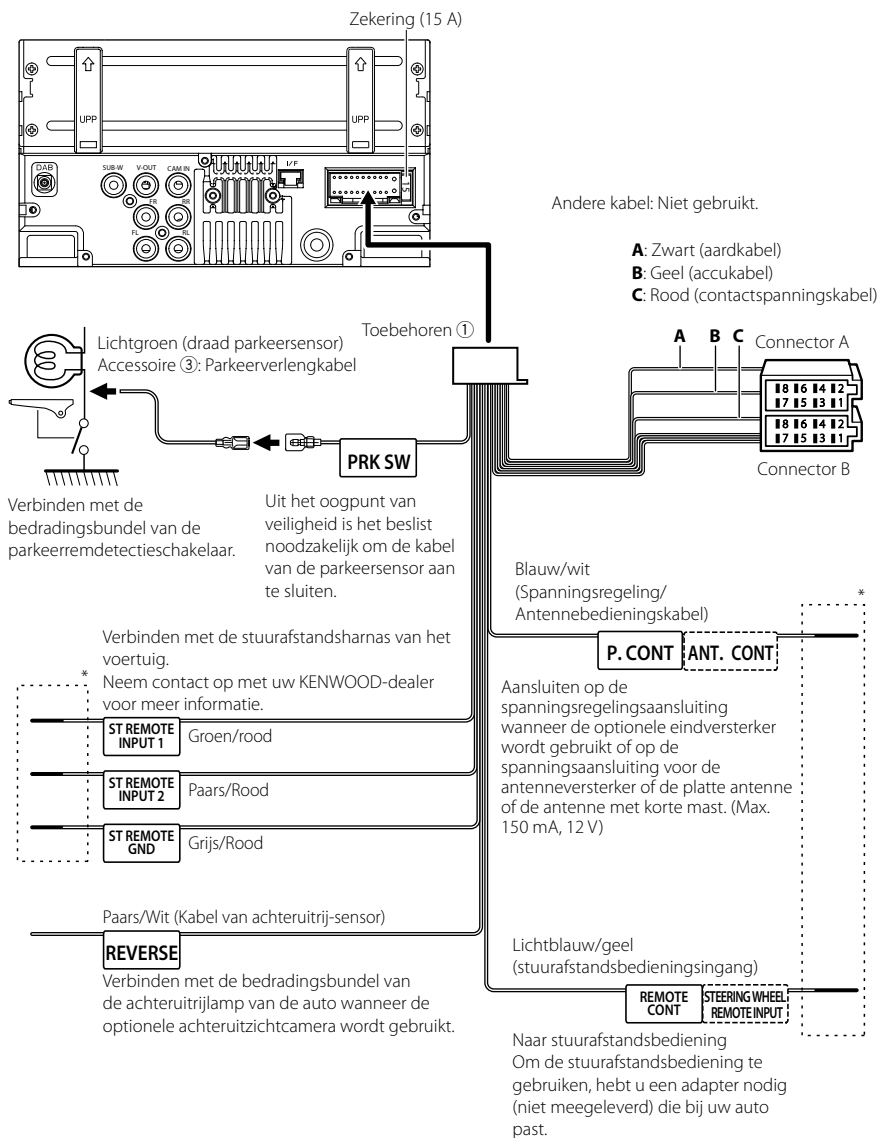 Zekering (15 A)
UPP
UPP
DAB
SUB-W
V-OUT
CAM IN
I/F
15
FR
RR
FL
RL
Andere kabel: Niet gebruikt.
A: Zwart (aardkabel)
B: Geel (accukabel)
C: Rood (contactspanningskabel)
Lichtgroen (draad parkeersensor)
Accessoire ③: Parkeerverlengkabel
Toebehoren ①
A B C
Connector A
8 6 4 2
7 5 3 1
8 6 4 2
7 5 3 1
Connector B
PRK SW
Verbinden met de
bedradingsbundel van de
parkeerremdetectieschakelaar.
Uit het oogpunt van
veiligheid is het beslist
noodzakelijk om de kabel
van de parkeersensor aan
te sluiten.
Blauw/wit
(Spanningsregeling/
Antennebedieningskabel)
*
P. CONT
ANT. CONT
Aansluiten op de
spanningsregelingsaansluiting
wanneer de optionele eindversterker
wordt gebruikt of op de
spanningsaansluiting voor de
antenneversterker of de platte antenne
of de antenne met korte mast. (Max.
150 mA, 12 V)
Verbinden met de stuurafstandsharnas van het
voertuig.
Neem contact op met uw KENWOOD-dealer
voor meer informatie.
*
ST REMOTE
INPUT 1
Groen/rood
ST REMOTE
INPUT 2
Paars/Rood
ST REMOTE
GND
Grijs/Rood
Paars/Wit (Kabel van achteruitrij-sensor)
REVERSE
Verbinden met de bedradingsbundel van
de achteruitrijlamp van de auto wanneer de
optionele achteruitzichtcamera wordt gebruikt.
Lichtblauw/geel
(stuurafstandsbedieningsingang)
REMOTE
CONT
STEERING WHEEL
REMOTE INPUT
Naar stuurafstandsbediening
Om de stuurafstandsbediening te
gebruiken, hebt u een adapter nodig
(niet meegeleverd) die bij uw auto
past.